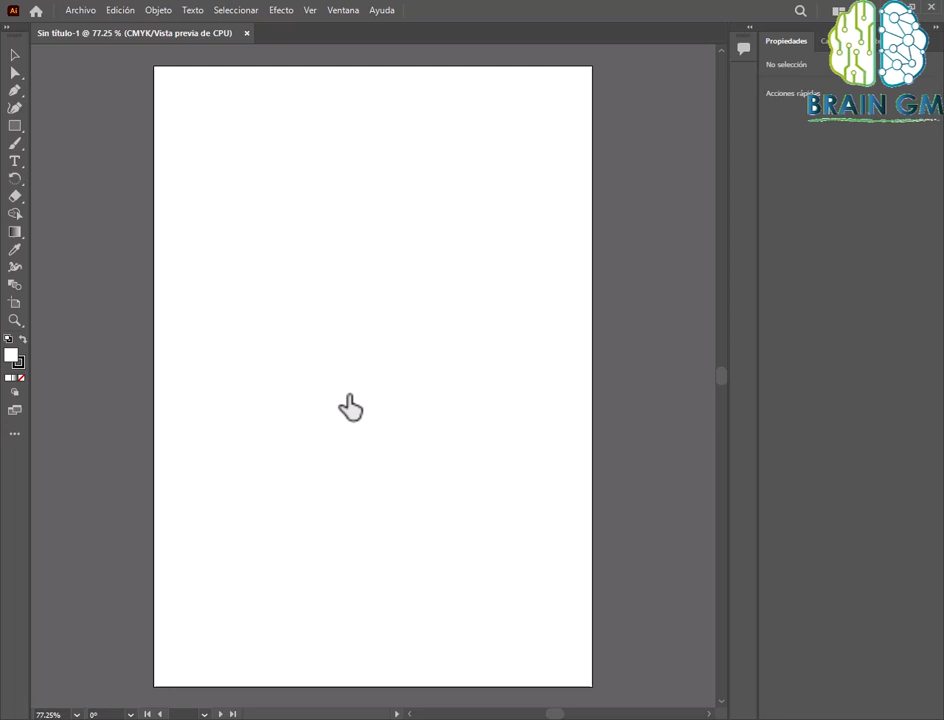 Ai Archivo Edición Objeto Texto Seleccionar Efecto Ver Ventana Ayuda
Sin título-1 @ 77.25 % (CMYK/Vista previa de CPU) ×
Propiedades
No selección
Acciones rápidas
BRAIN GM
T
77.25% 0°